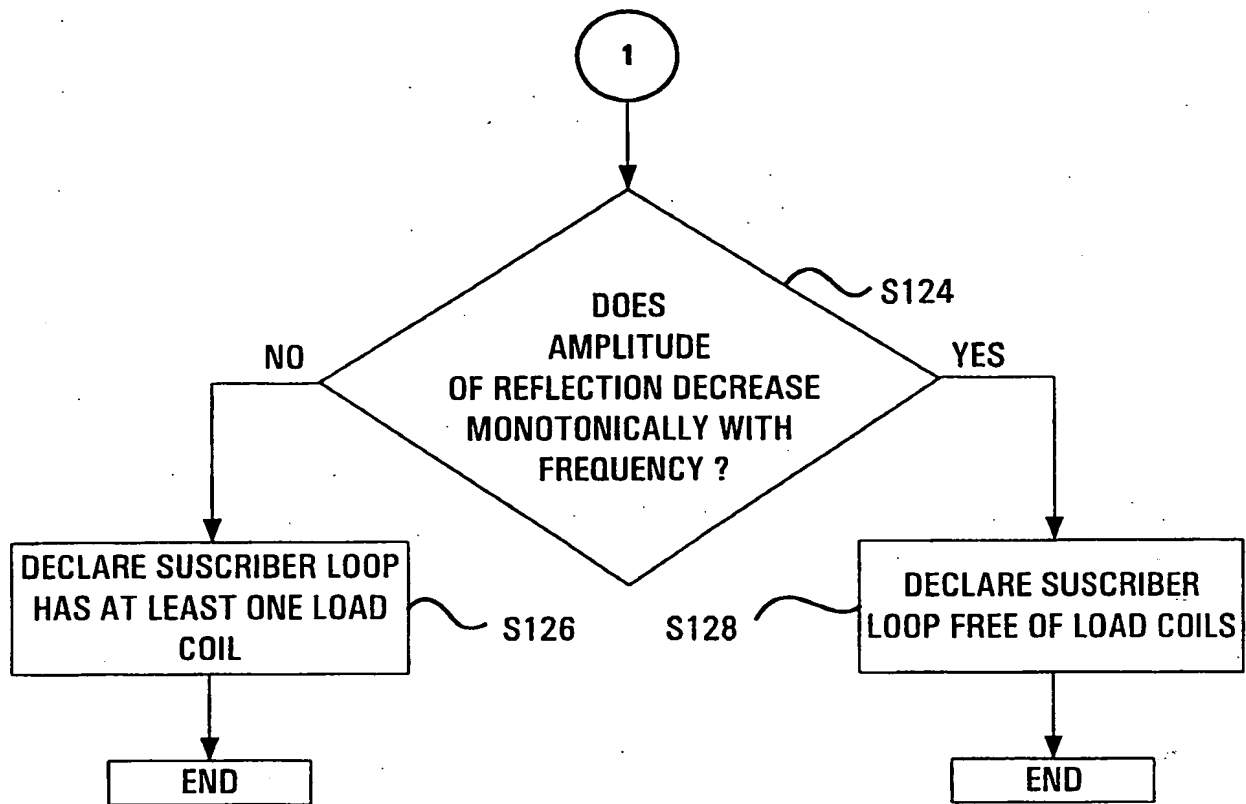 1
S124
DOES
AMPLITUDE
OF REFLECTION DECREASE
MONOTONICALLY WITH
FREQUENCY ?
NO
YES
DECLARE SUSCRIBER LOOP
HAS AT LEAST ONE LOAD
COIL
S126
S128
DECLARE SUSCRIBER
LOOP FREE OF LOAD COILS
END
END